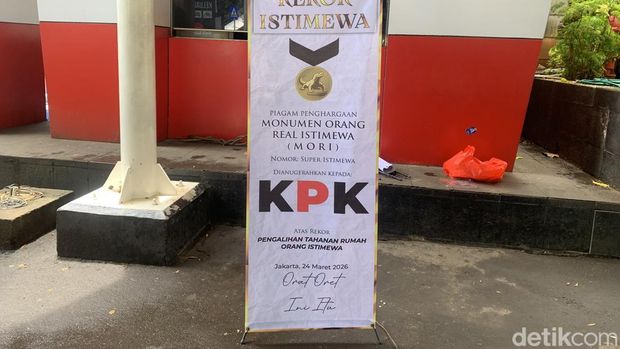 REKOR
ISTIMEWA
PIAGAM PENGHARGAAN
MONUMEN ORANG
REAL ISTIMEWA
( MORI )
NOMOR: SUPER ISTIMEWA
DIANUGERAHKAN KEPADA:
KPK
ATAS REKOR
PENGALIHAN TAHANAN RUMAH
ORANG ISTIMEWA
Jakarta, 24 Maret 2026
Orat Oret
Ini Itu
detikcom